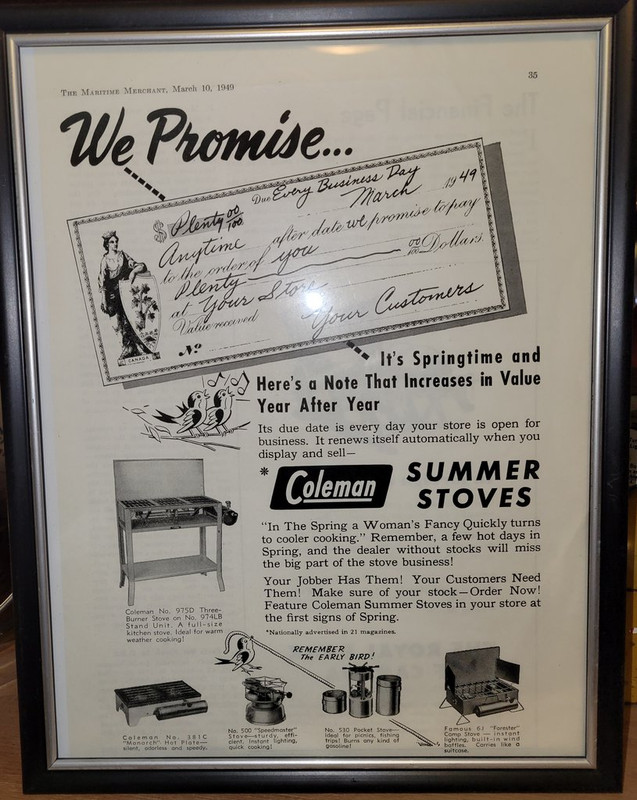 35
THE MARITIME MERCHANT, March 10, 1949
We Promise...
$ Plenty 00/100 Due Every Business Day
March 1949
Anytime after date we promise to pay
to the order of you
Plenty 00/100 Dollars
at Your Store
Value received
Your Customers
No
CANADA
It's Springtime and
Here's a Note That Increases in Value
Year After Year
Its due date is every day your store is open for
business. It renews itself automatically when you
display and sell—
* Coleman SUMMER
STOVES
"In The Spring a Woman's Fancy Quickly turns
to cooler cooking." Remember, a few hot days in
Spring, and the dealer without stocks will miss
the big part of the stove business!
Your Jobber Has Them! Your Customers Need
Them! Make sure of your stock—Order Now!
Feature Coleman Summer Stoves in your store at
the first signs of Spring.
*Nationally advertised in 21 magazines.
Coleman No. 975D Three-
Burner Stove on No. 974LB
Stand Unit. A full-size
kitchen stove. Ideal for warm
weather cooking!
REMEMBER
The EARLY BIRD!
Coleman No. 381C
"Monarch" Hot Plate—
silent, odorless and speedy.
No. 500 "Speedmaster"
Stove—sturdy, effi-
cient. Instant lighting,
quick cooking!
No. 530 Pocket Stove—
ideal for picnics, fishing
trips! Burns any kind of
gasoline!
Famous GI "Forester"
Camp Stove — instant
lighting, built-in wind
baffles. Carries like a
suitcase.